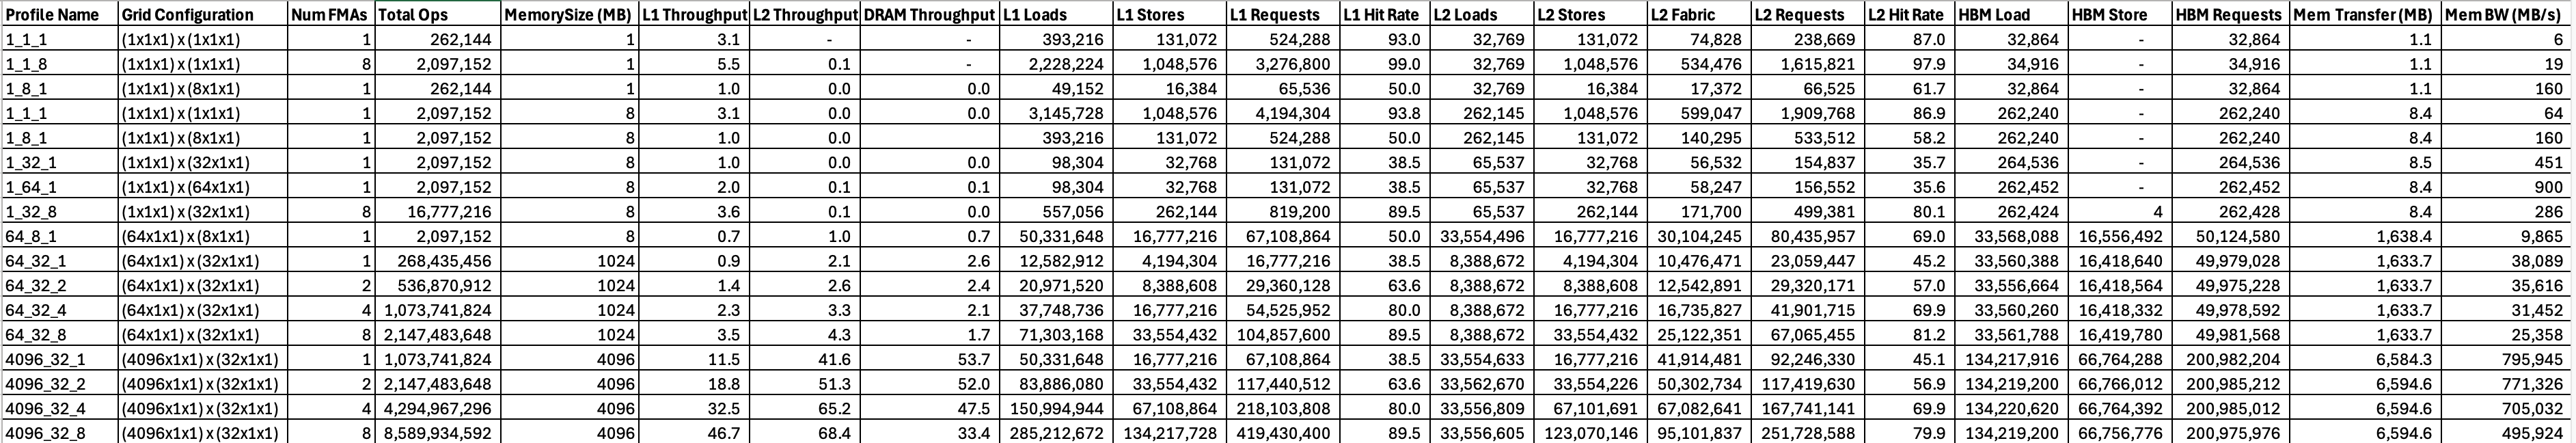 Profile Name Grid Configuration Num FMAs Total Ops MemorySize (MB) L1 Throughput L2 Throughput DRAM Throughput L1 Loads L1 Stores L1 Requests L1 Hit Rate L2 Loads L2 Stores L2 Fabric L2 Requests L2 Hit Rate HBM Load HBM Store HBM Requests Mem Transfer (MB) Mem BW (MB/s)
1_1_1 (1x1x1) x (1x1x1) 1 262,144 1 3.1 - - 393,216 131,072 524,288 93.0 32,769 131,072 74,828 238,669 87.0 32,864 - 32,864 1.1 6
1_1_8 (1x1x1) x (1x1x1) 8 2,097,152 1 5.5 0.1 - 2,228,224 1,048,576 3,276,800 99.0 32,769 1,048,576 534,476 1,615,821 97.9 34,916 - 34,916 1.1 19
1_8_1 (1x1x1) x (8x1x1) 1 262,144 1 1.0 0.0 0.0 49,152 16,384 65,536 50.0 32,769 16,384 17,372 66,525 61.7 32,864 - 32,864 1.1 160
1_1_1 (1x1x1) x (1x1x1) 1 2,097,152 8 3.1 0.0 0.0 3,145,728 1,048,576 4,194,304 93.8 262,145 1,048,576 599,047 1,909,768 86.9 262,240 - 262,240 8.4 64
1_8_1 (1x1x1) x (8x1x1) 1 2,097,152 8 1.0 0.0 393,216 131,072 524,288 50.0 262,145 131,072 140,295 533,512 58.2 262,240 - 262,240 8.4 160
1_32_1 (1x1x1) x (32x1x1) 1 2,097,152 8 1.0 0.0 0.0 98,304 32,768 131,072 38.5 65,537 32,768 56,532 154,837 35.7 264,536 - 264,536 8.5 451
1_64_1 (1x1x1) x (64x1x1) 1 2,097,152 8 2.0 0.1 0.1 98,304 32,768 131,072 38.5 65,537 32,768 58,247 156,552 35.6 262,452 - 262,452 8.4 900
1_32_8 (1x1x1) x (32x1x1) 8 16,777,216 8 3.6 0.1 0.0 557,056 262,144 819,200 89.5 65,537 262,144 171,700 499,381 80.1 262,424 4 262,428 8.4 286
64_8_1 (64x1x1) x (8x1x1) 1 2,097,152 8 0.7 1.0 0.7 50,331,648 16,777,216 67,108,864 50.0 33,554,496 16,777,216 30,104,245 80,435,957 69.0 33,568,088 16,556,492 50,124,580 1,638.4 9,865
64_32_1 (64x1x1) x (32x1x1) 1 268,435,456 1024 0.9 2.1 2.6 12,582,912 4,194,304 16,777,216 38.5 8,388,672 4,194,304 10,476,471 23,059,447 45.2 33,560,388 16,418,640 49,979,028 1,633.7 38,089
64_32_2 (64x1x1) x (32x1x1) 2 536,870,912 1024 1.4 2.6 2.4 20,971,520 8,388,608 29,360,128 63.6 8,388,672 8,388,608 12,542,891 29,320,171 57.0 33,556,664 16,418,564 49,975,228 1,633.7 35,616
64_32_4 (64x1x1) x (32x1x1) 4 1,073,741,824 1024 2.3 3.3 2.1 37,748,736 16,777,216 54,525,952 80.0 8,388,672 16,777,216 16,735,827 41,901,715 69.9 33,560,260 16,418,332 49,978,592 1,633.7 31,452
64_32_8 (64x1x1) x (32x1x1) 8 2,147,483,648 1024 3.5 4.3 1.7 71,303,168 33,554,432 104,857,600 89.5 8,388,672 33,554,432 25,122,351 67,065,455 81.2 33,561,788 16,419,780 49,981,568 1,633.7 25,358
4096_32_1 (4096x1x1) x (32x1x1) 1 1,073,741,824 4096 11.5 41.6 53.7 50,331,648 16,777,216 67,108,864 38.5 33,554,633 16,777,216 41,914,481 92,246,330 45.1 134,217,916 66,764,288 200,982,204 6,584.3 795,945
4096_32_2 (4096x1x1) x (32x1x1) 2 2,147,483,648 4096 18.8 51.3 52.0 83,886,080 33,554,432 117,440,512 63.6 33,562,670 33,554,226 50,302,734 117,419,630 56.9 134,219,200 66,766,012 200,985,212 6,594.6 771,326
4096_32_4 (4096x1x1) x (32x1x1) 4 4,294,967,296 4096 32.5 65.2 47.5 150,994,944 67,108,864 218,103,808 80.0 33,556,809 67,101,691 67,082,641 167,741,141 69.9 134,220,620 66,764,392 200,985,012 6,594.6 705,032
4096_32_8 (4096x1x1) x (32x1x1) 8 8,589,934,592 4096 46.7 68.4 33.4 285,212,672 134,217,728 419,430,400 89.5 33,556,605 123,070,146 95,101,837 251,728,588 79.9 134,219,200 66,756,776 200,975,976 6,594.6 495,924